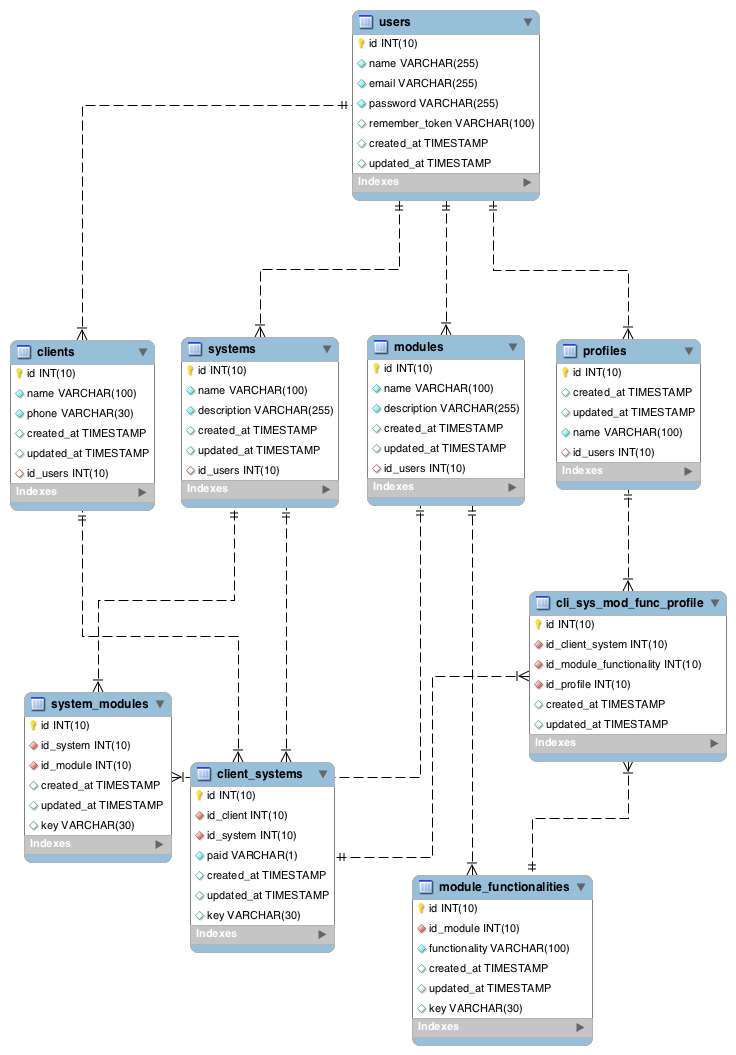 users
id INT(10)
name VARCHAR(255)
email VARCHAR(255)
password VARCHAR(255)
remember_token VARCHAR(100)
created_at TIMESTAMP
updated_at TIMESTAMP
Indexes
clients
id INT(10)
name VARCHAR(100)
phone VARCHAR(30)
created_at TIMESTAMP
updated_at TIMESTAMP
id_users INT(10)
Indexes
systems
id INT(10)
name VARCHAR(100)
description VARCHAR(255)
created_at TIMESTAMP
updated_at TIMESTAMP
id_users INT(10)
Indexes
modules
id INT(10)
name VARCHAR(100)
description VARCHAR(255)
created_at TIMESTAMP
updated_at TIMESTAMP
id_users INT(10)
Indexes
profiles
id INT(10)
created_at TIMESTAMP
updated_at TIMESTAMP
name VARCHAR(100)
id_users INT(10)
Indexes
cli_sys_mod_func_profile
id INT(10)
id_client_system INT(10)
id_module_functionality INT(10)
id_profile INT(10)
created_at TIMESTAMP
updated_at TIMESTAMP
Indexes
system_modules
id INT(10)
id_system INT(10)
id_module INT(10)
created_at TIMESTAMP
updated_at TIMESTAMP
key VARCHAR(30)
Indexes
client_systems
id INT(10)
id_client INT(10)
id_system INT(10)
paid VARCHAR(1)
created_at TIMESTAMP
updated_at TIMESTAMP
key VARCHAR(30)
Indexes
module_functionalities
id INT(10)
id_module INT(10)
functionality VARCHAR(100)
created_at TIMESTAMP
updated_at TIMESTAMP
key VARCHAR(30)
Indexes